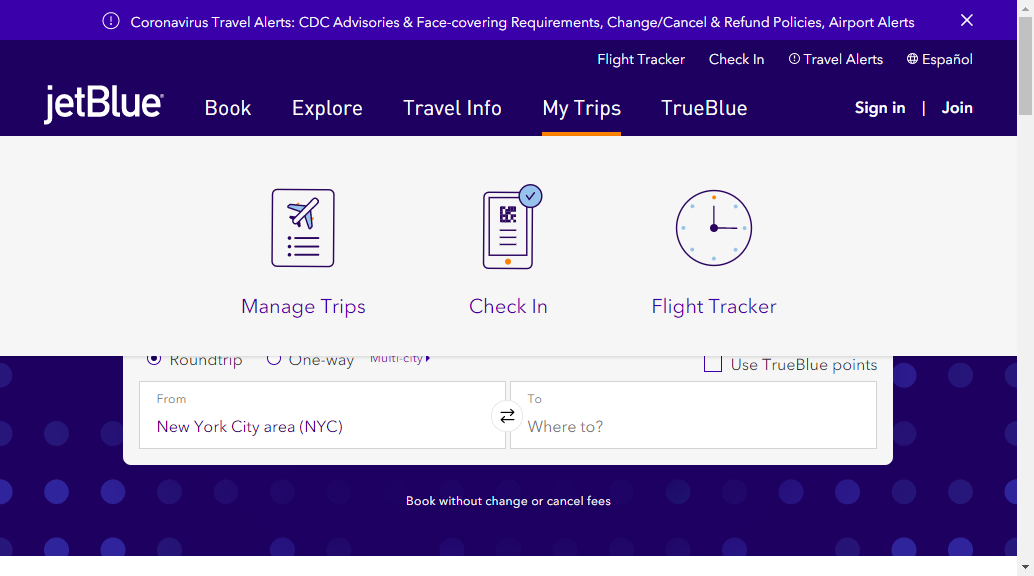 Coronavirus Travel Alerts: CDC Advisories & Face-covering Requirements, Change/Cancel & Refund Policies, Airport Alerts
Flight Tracker Check In Travel Alerts Español
jetBlue Book Explore Travel Info My Trips TrueBlue Sign in | Join
Manage Trips Check In Flight Tracker
Roundtrip One-way Multi-city Use TrueBlue points
From To
New York City area (NYC) Where to?
Book without change or cancel fees